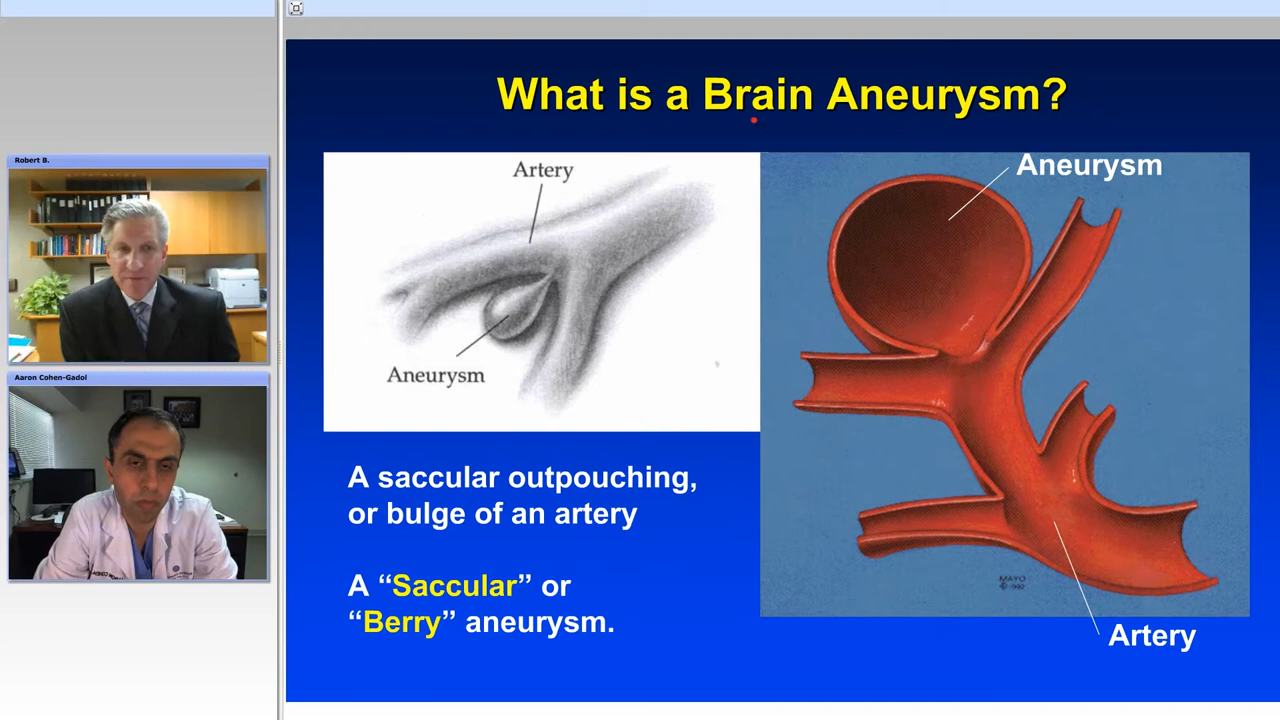 Robert B.
Aaron Cohen-Gadol
What is a Brain Aneurysm?
Artery
Aneurysm
Aneurysm
Artery
MAYO
A saccular outpouching,
or bulge of an artery
A “Saccular” or
“Berry” aneurysm.